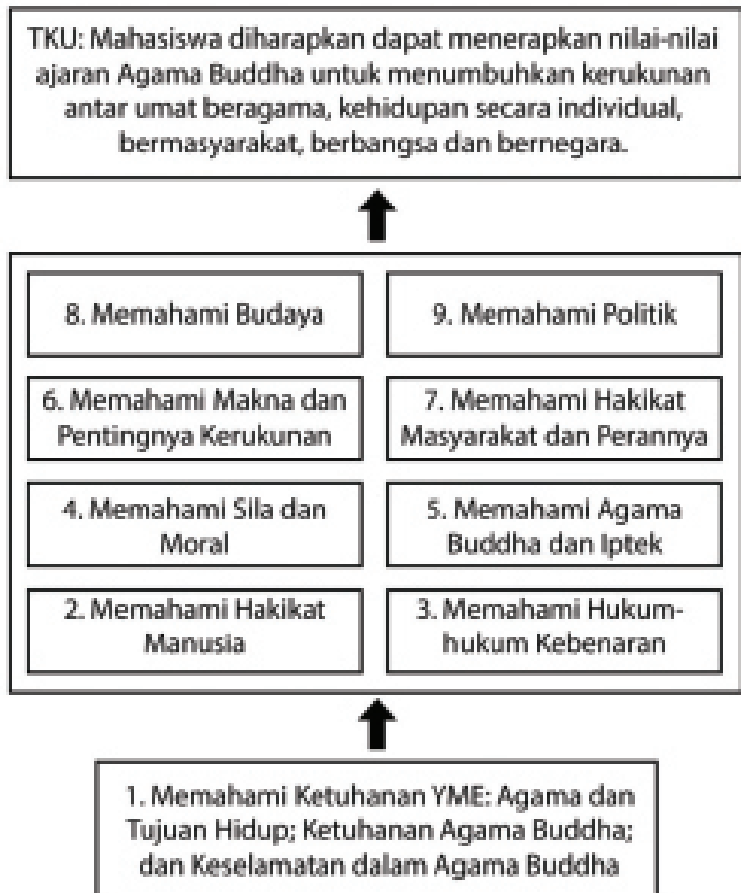 TKU: Mahasiswa diharapkan dapat menerapkan nilai-nilai
ajaran Agama Buddha untuk menumbuhkan kerukunan
antar umat beragama, kehidupan secara individual,
bermasyarakat, berbangsa dan bernegara.
8. Memahami Budaya
9. Memahami Politik
6. Memahami Makna dan
Pentingnya Kerukunan
7. Memahami Hakikat
Masyarakat dan Perannya
4. Memahami Sila dan
Moral
5. Memahami Agama
Buddha dan Iptek
2. Memahami Hakikat
Manusia
3. Memahami Hukum-
hukum Kebenaran
1. Memahami Ketuhanan YME: Agama dan
Tujuan Hidup; Ketuhanan Agama Buddha;
dan Keselamatan dalam Agama Buddha